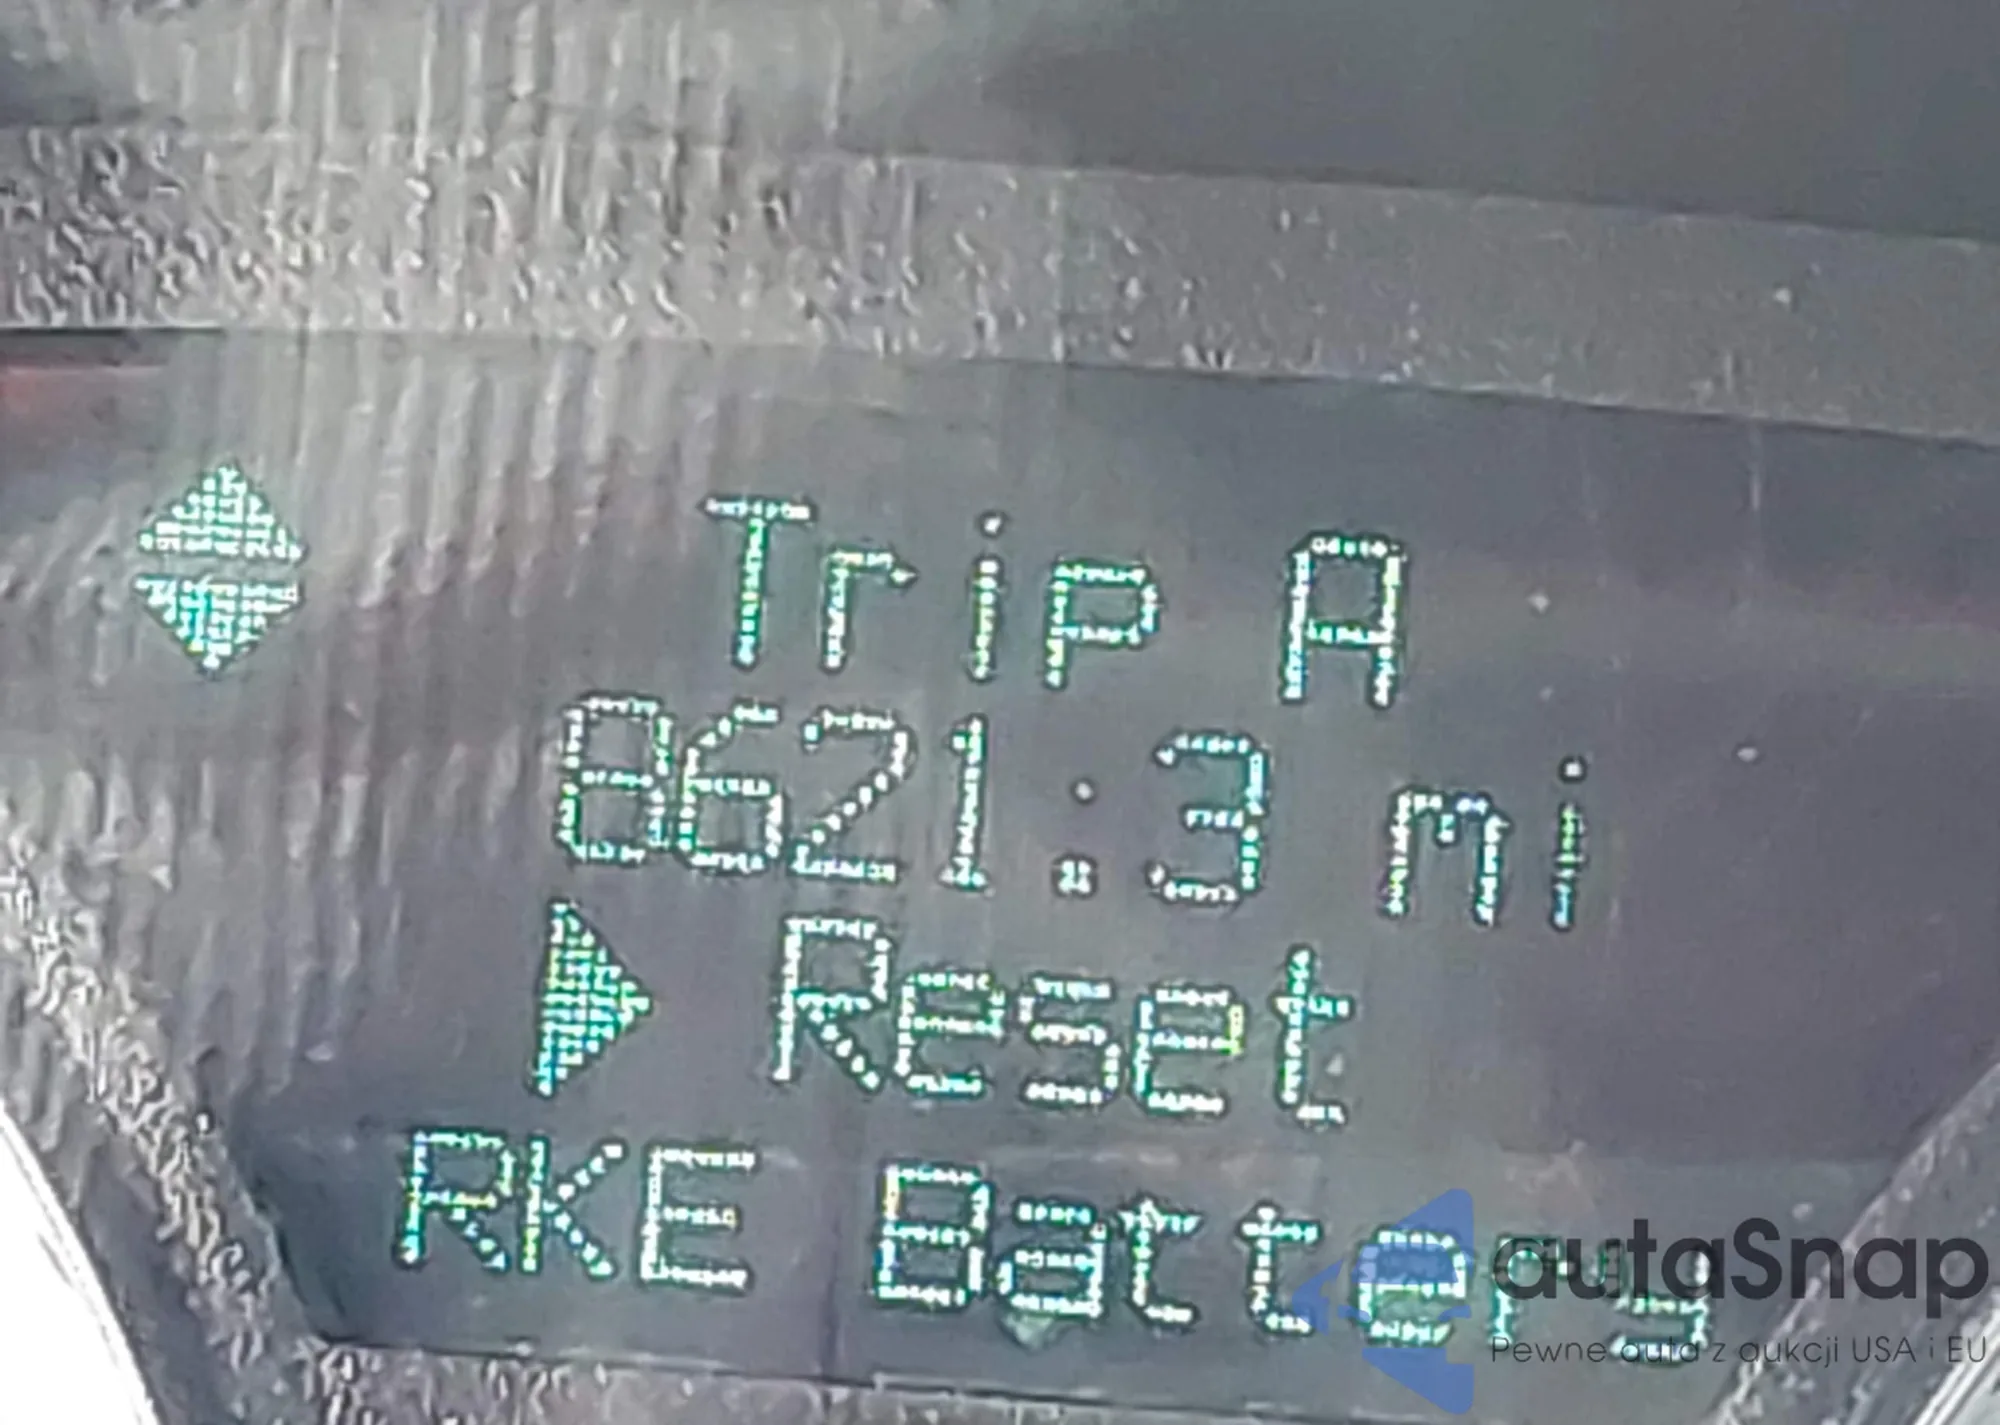 Trip A
8621.3 mi
Reset
RKE Battery
autaSnap
Pewne auta z aukcji USA i EU